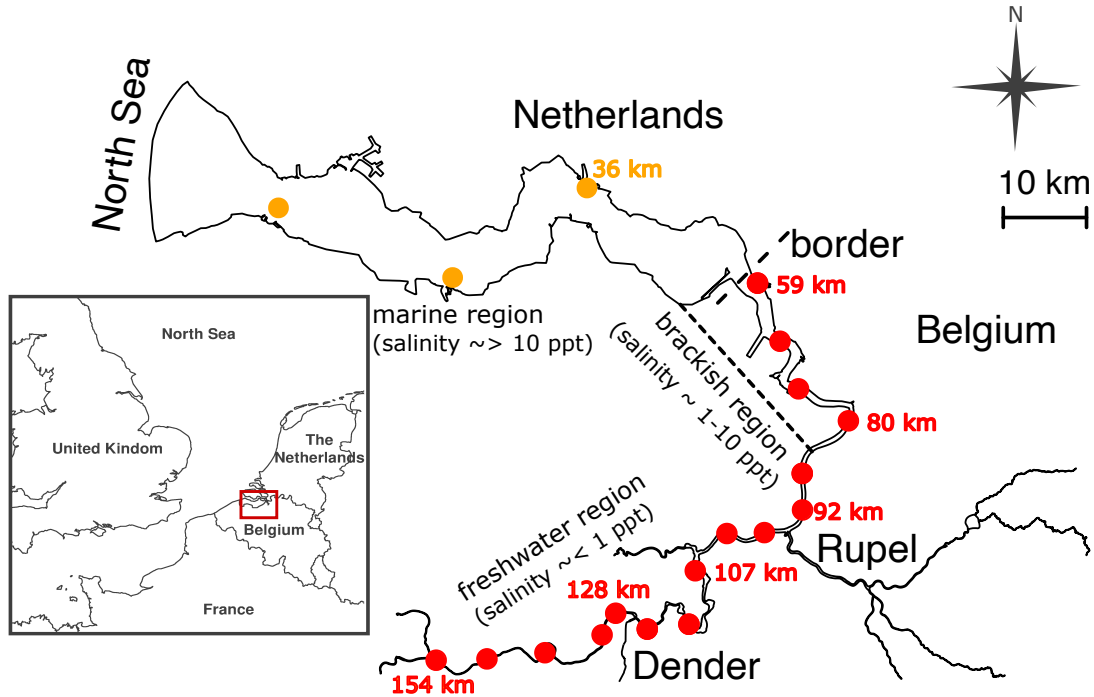 N
North Sea
Netherlands
10 km
36 km
border
59 km
marine region
(salinity ~> 10 ppt)
Belgium
brackish region
(salinity ~ 1-10 ppt)
80 km
92 km
Rupel
freshwater region
(salinity ~< 1 ppt)
107 km
128 km
Dender
154 km
North Sea
United Kindom
The
Netherlands
Belgium
France